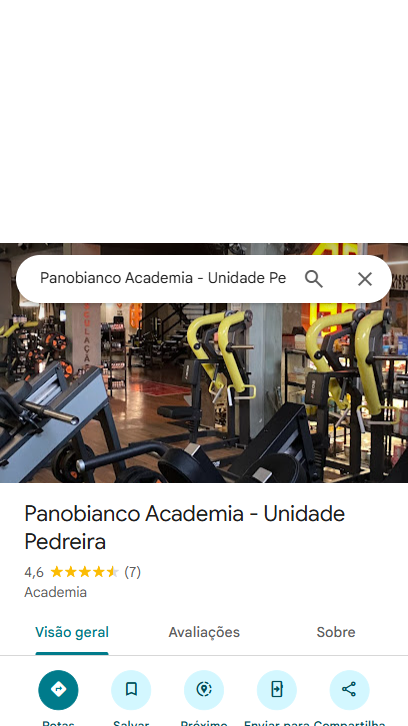 Panobianco Academia - Unidade Pe
Panobianco Academia - Unidade
Pedreira
4,6 (7)
Academia
Visão geral Avaliações Sobre
Rotas Salvar Próximo Enviar para Compartilha